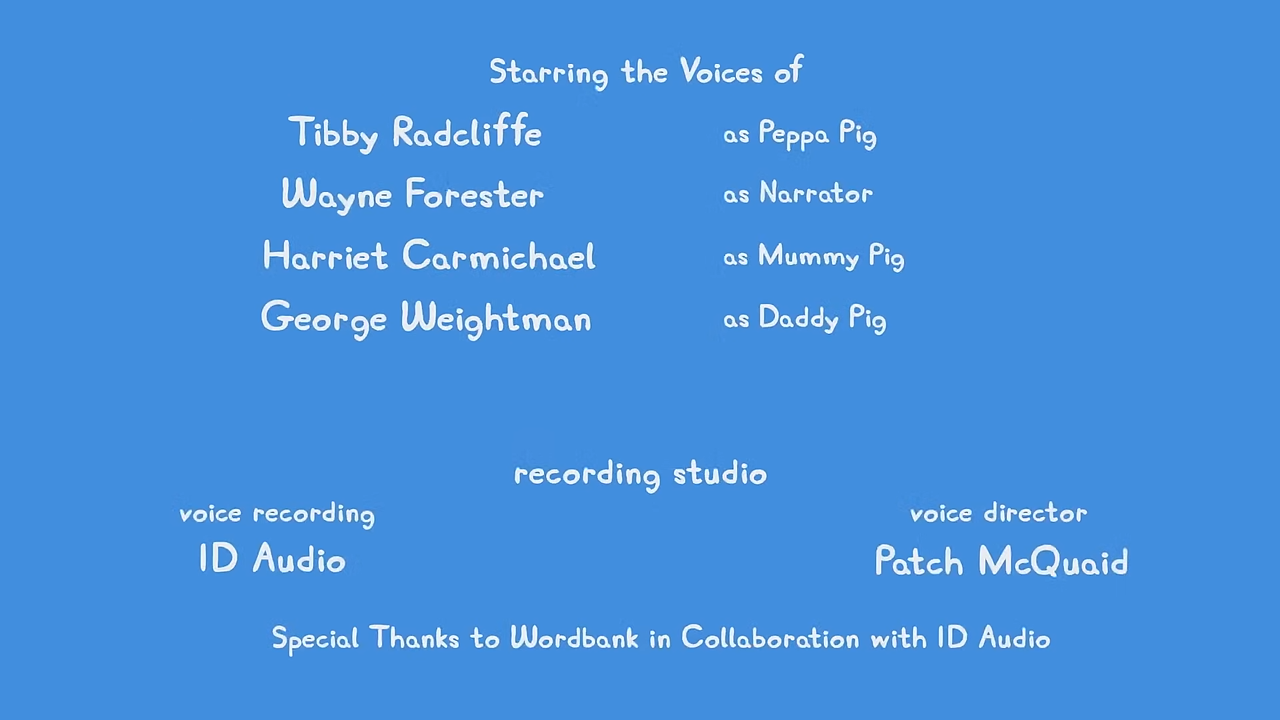 Starring the Voices of
Tibby Radcliffe as Peppa Pig
Wayne Forester as Narrator
Harriet Carmichael as Mummy Pig
George Weightman as Daddy Pig
recording studio
voice recording voice director
ID Audio Patch McQuaid
Special Thanks to Wordbank in Collaboration with ID Audio